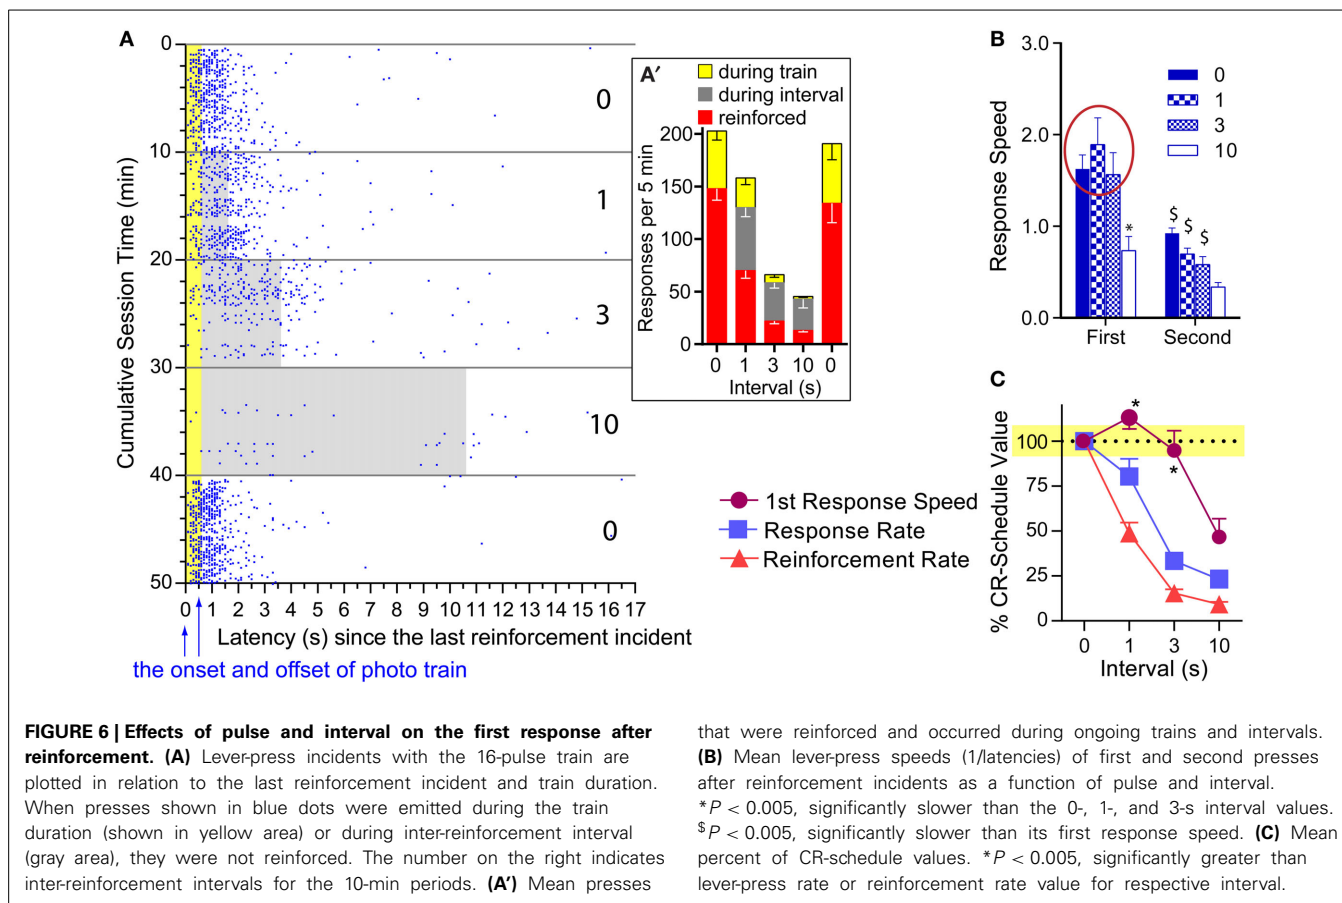 A
0
10
20
30
40
50
Cumulative Session Time (min)
0
1
3
10
0
0 1 2 3 4 5 6 7 8 9 10 11 12 13 14 15 16 17
Latency (s) since the last reinforcement incident
the onset and offset of photo train
A′
during train
during interval
reinforced
200
150
100
50
0
Responses per 5 min
0 1 3 10 0
Interval (s)
B
3.0
2.0
1.0
0.0
Response Speed
0
1
3
10
*
$ $ $
First Second
C
100
75
50
25
0
% CR-Schedule Value
*
*
0 1 3 10
Interval (s)
1st Response Speed
Response Rate
Reinforcement Rate
FIGURE 6 | Effects of pulse and interval on the first response after
reinforcement. (A) Lever-press incidents with the 16-pulse train are
plotted in relation to the last reinforcement incident and train duration.
When presses shown in blue dots were emitted during the train
duration (shown in yellow area) or during inter-reinforcement interval
(gray area), they were not reinforced. The number on the right indicates
inter-reinforcement intervals for the 10-min periods. (A′) Mean presses
that were reinforced and occurred during ongoing trains and intervals.
(B) Mean lever-press speeds (1/latencies) of first and second presses
after reinforcement incidents as a function of pulse and interval.
*P < 0.005, significantly slower than the 0-, 1-, and 3-s interval values.
$P < 0.005, significantly slower than its first response speed. (C) Mean
percent of CR-schedule values. *P < 0.005, significantly greater than
lever-press rate or reinforcement rate value for respective interval.